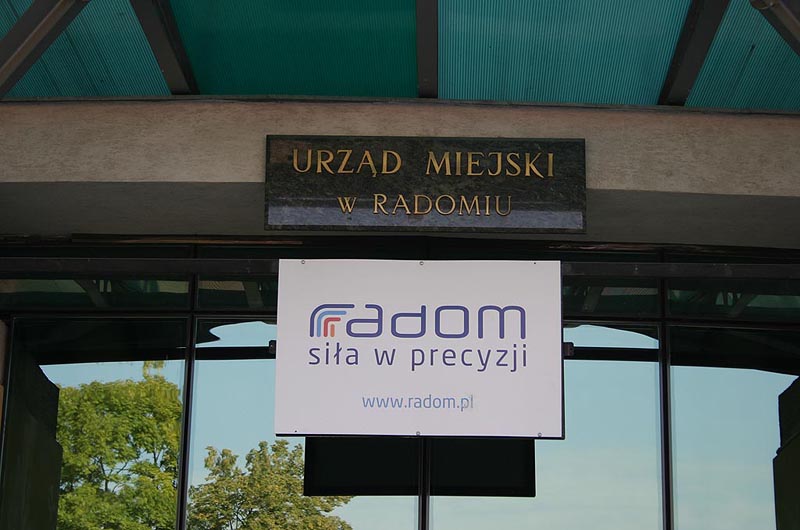 URZĄD MIEJSKI
W RADOMIU
radom
siła w precyzji
www.radom.pl